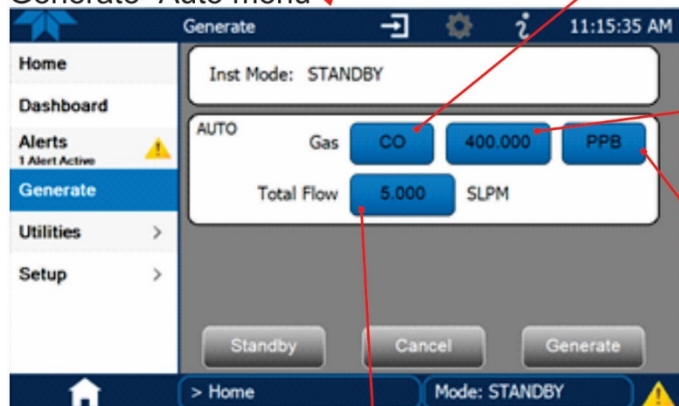 Generate Auto menu
Generate 11:15:35 AM
Home
Inst Mode: STANDBY
Dashboard
Alerts
1 Alert Active
AUTO
Gas CO 400.000 PPB
Generate
Total Flow 5.000 SLPM
Utilities >
Setup >
Standby Cancel Generate
> Home Mode: STANDBY